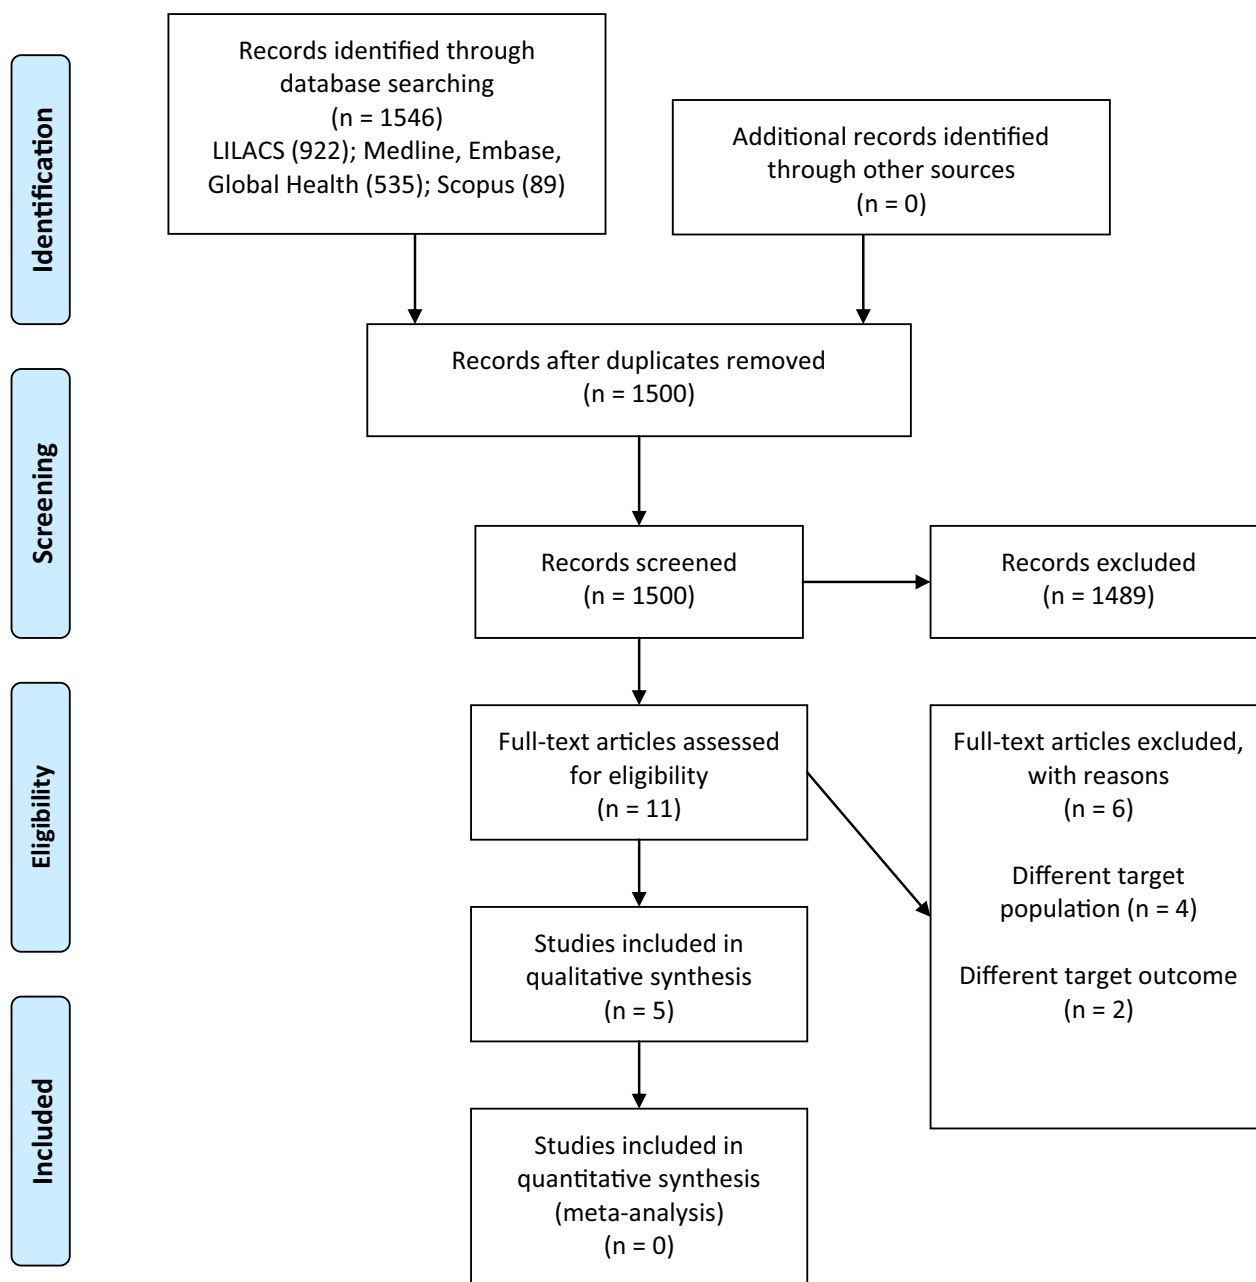 Identification
Records identified through
database searching
(n = 1546)
LILACS (922); Medline, Embase,
Global Health (535); Scopus (89)
Additional records identified
through other sources
(n = 0)
Records after duplicates removed
(n = 1500)
Screening
Records screened
(n = 1500)
Records excluded
(n = 1489)
Eligibility
Full-text articles assessed
for eligibility
(n = 11)
Full-text articles excluded,
with reasons
(n = 6)
Different target
population (n = 4)
Different target outcome
(n = 2)
Studies included in
qualitative synthesis
(n = 5)
Included
Studies included in
quantitative synthesis
(meta-analysis)
(n = 0)